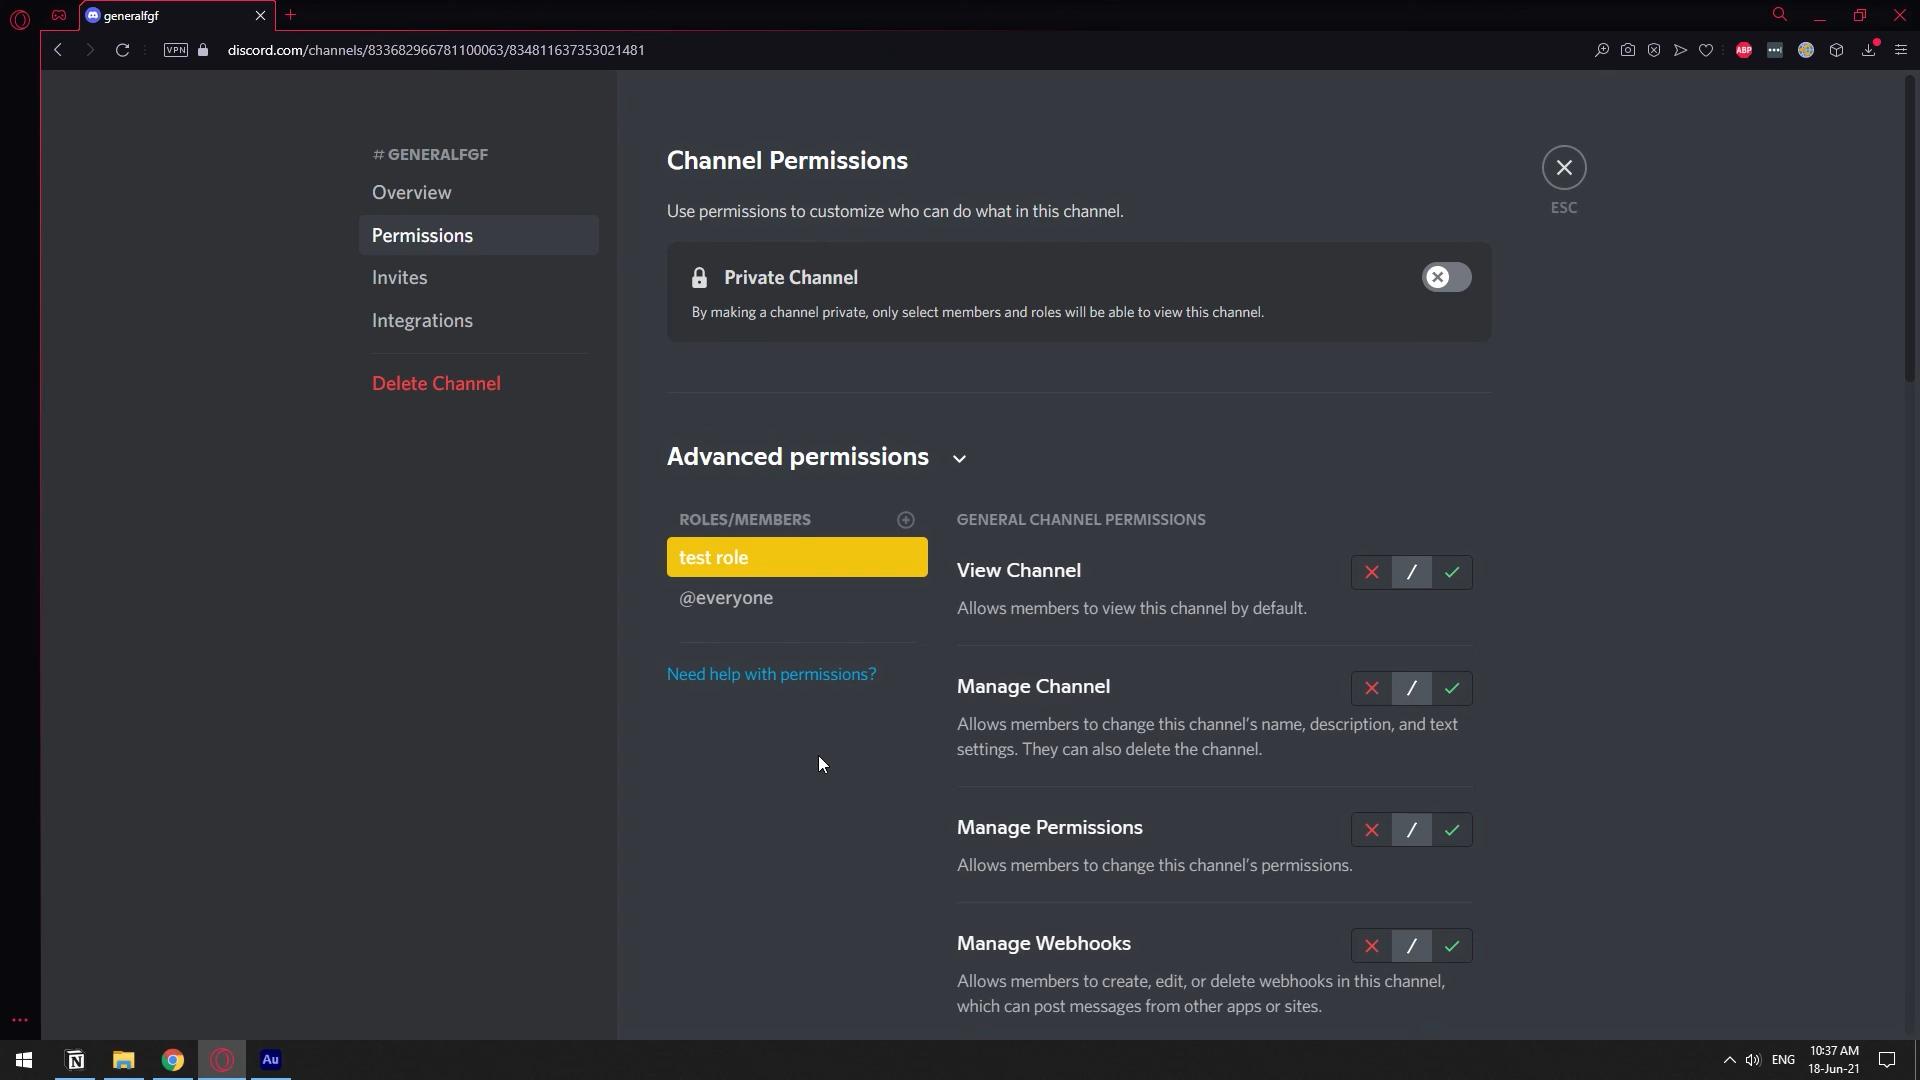 generalfgf
VPN
discord.com/channels/833682966781100063/834811637353021481
ABP
# GENERALFGF
Overview
Permissions
Invites
Integrations
Delete Channel
Channel Permissions
Use permissions to customize who can do what in this channel.
Private Channel
By making a channel private, only select members and roles will be able to view this channel.
ESC
Advanced permissions
ROLES/MEMBERS
test role
@everyone
Need help with permissions?
GENERAL CHANNEL PERMISSIONS
View Channel
Allows members to view this channel by default.
Manage Channel
Allows members to change this channel's name, description, and text
settings. They can also delete the channel.
Manage Permissions
Allows members to change this channel's permissions.
Manage Webhooks
Allows members to create, edit, or delete webhooks in this channel,
which can post messages from other apps or sites.
Au
ENG
10:37 AM
18-Jun-21